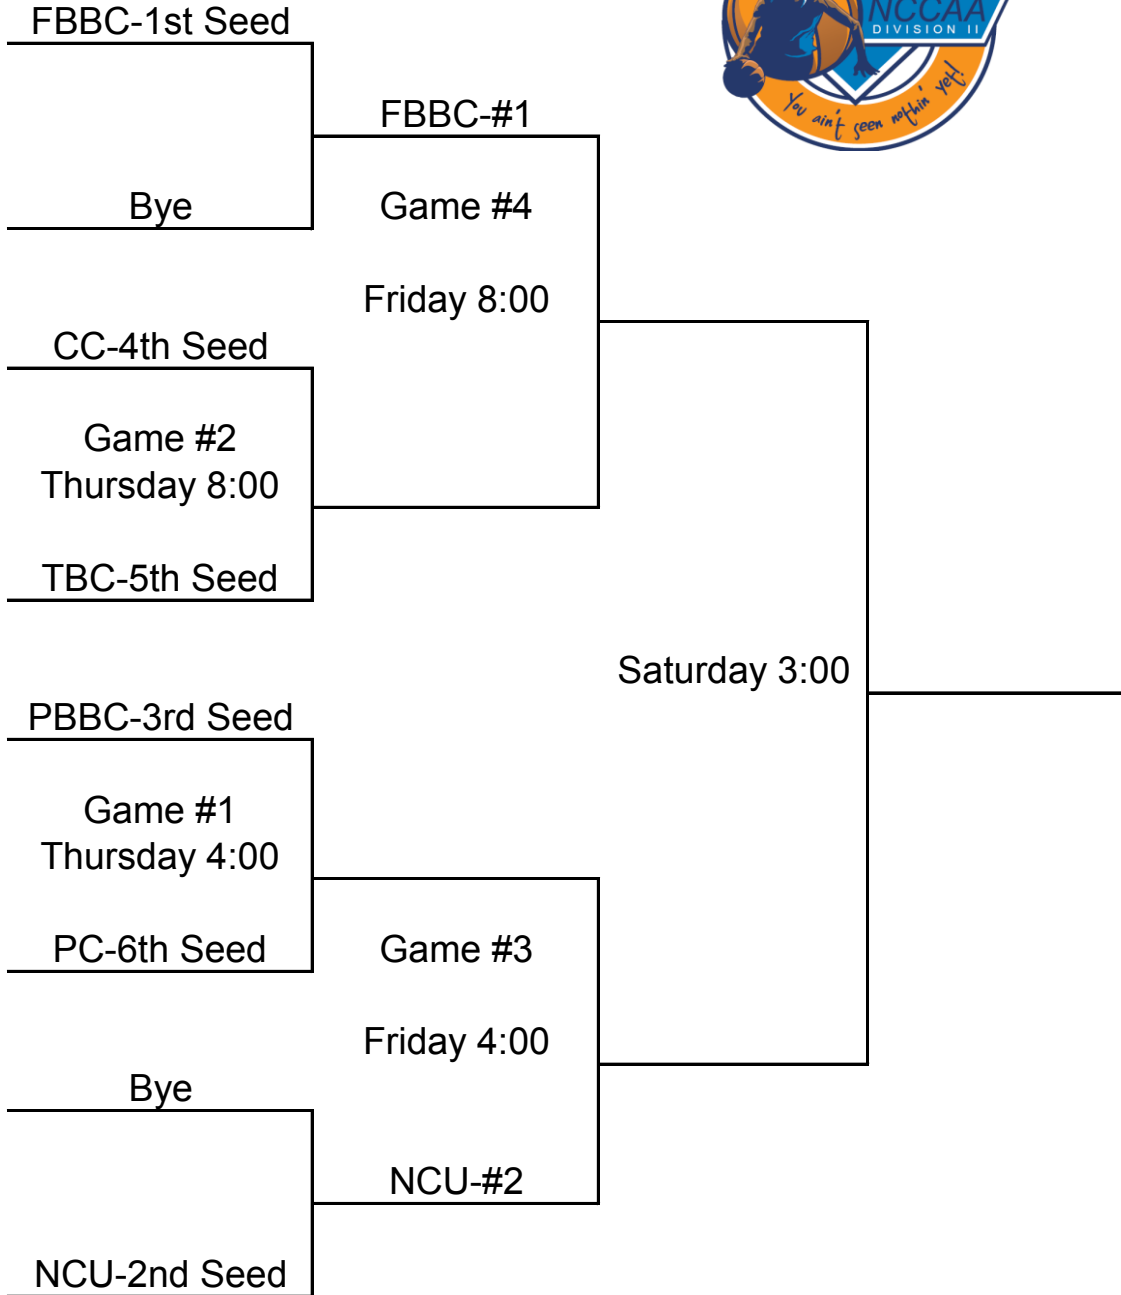 FBBC-1st Seed
NCCAA
DIVISION II
You ain't seen nothin' yet!
FBBC-#1
Bye
Game #4
Friday 8:00
CC-4th Seed
Game #2
Thursday 8:00
TBC-5th Seed
Saturday 3:00
PBBC-3rd Seed
Game #1
Thursday 4:00
PC-6th Seed
Game #3
Friday 4:00
Bye
NCU-#2
NCU-2nd Seed